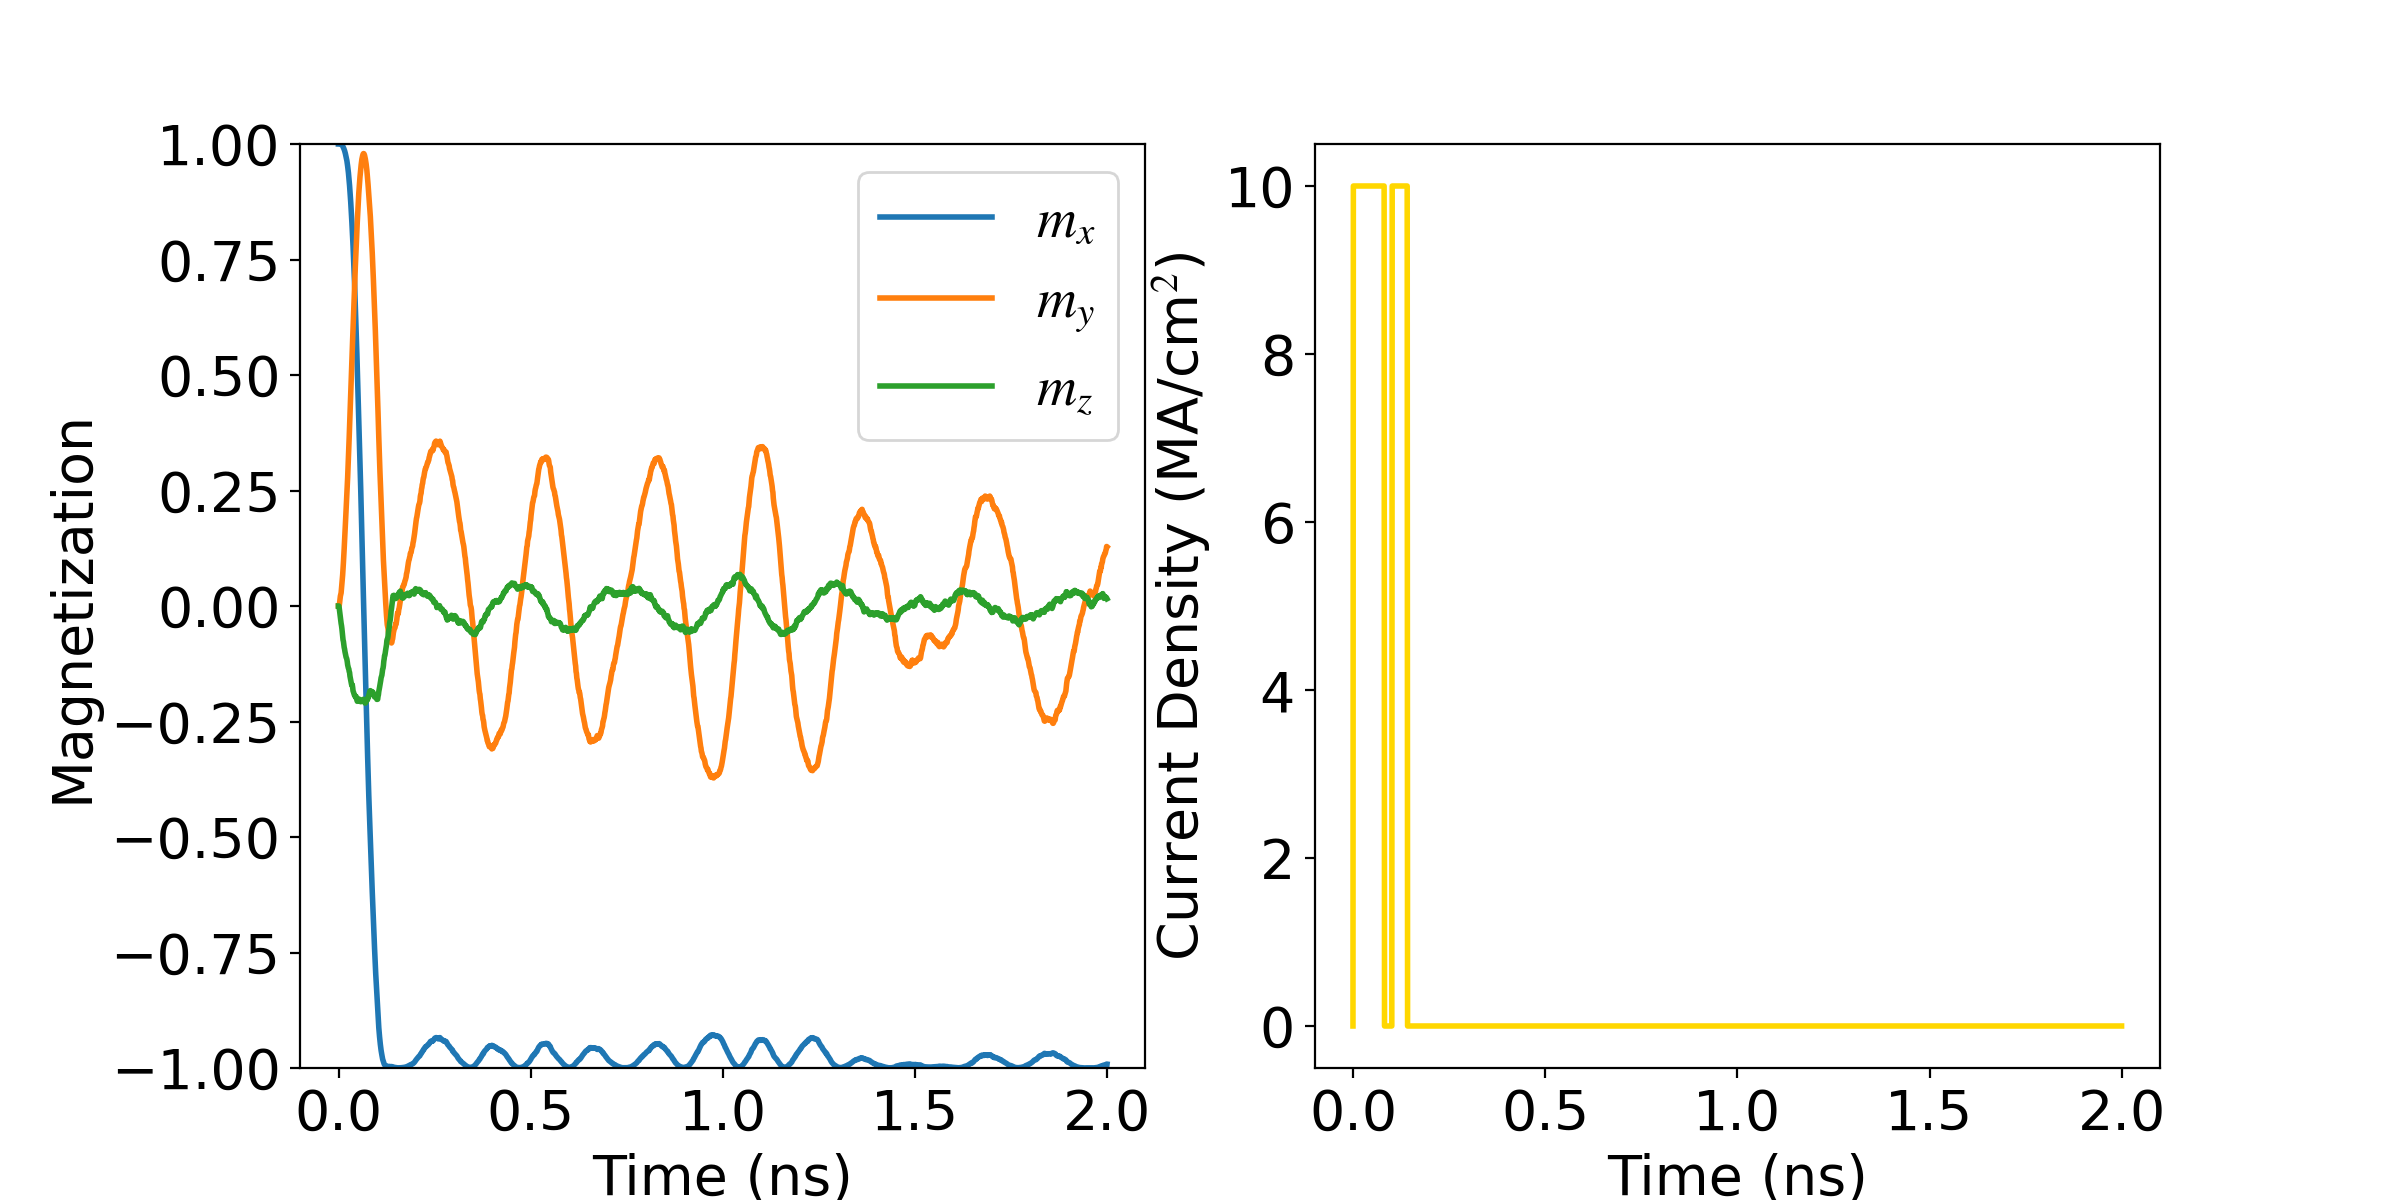 Magnetization
1.00
0.75
0.50
0.25
0.00
−0.25
−0.50
−0.75
−1.00
0.0 0.5 1.0 1.5 2.0
Time (ns)
m_x
m_y
m_z
Current Density (MA/cm²)
10
8
6
4
2
0
0.0 0.5 1.0 1.5 2.0
Time (ns)